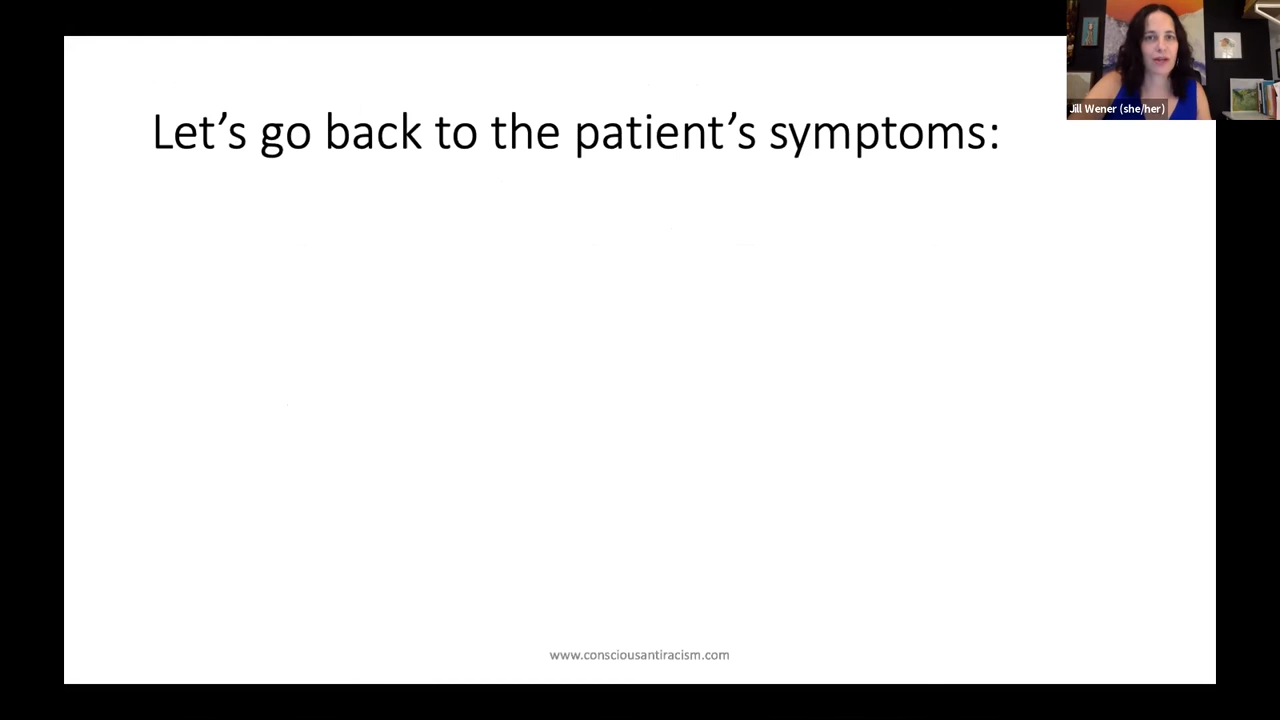 Let’s go back to the patient’s symptoms:
Jill Wener (she/her)
www.consciousantiracism.com